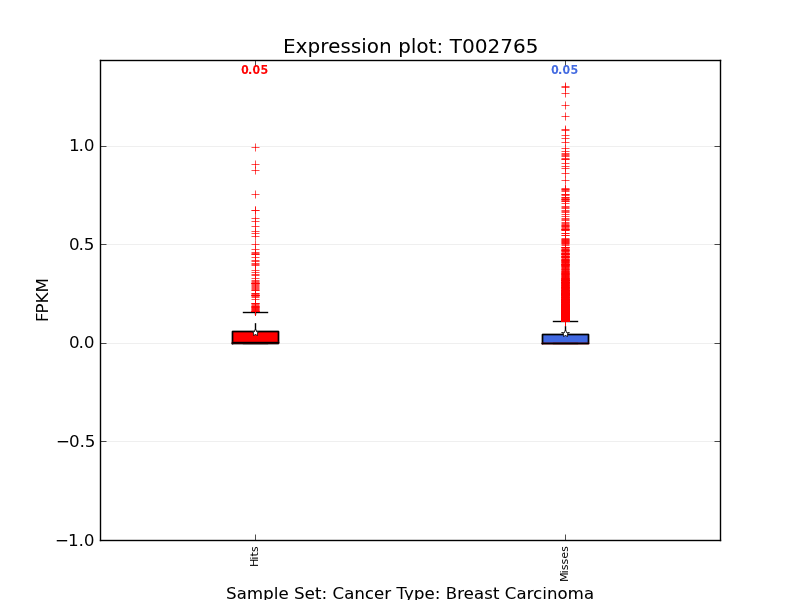 Expression plot: T002765
0.05 0.05
1.0
0.5
0.0
−0.5
−1.0
FPKM
Hits Misses
Sample Set: Cancer Type: Breast Carcinoma